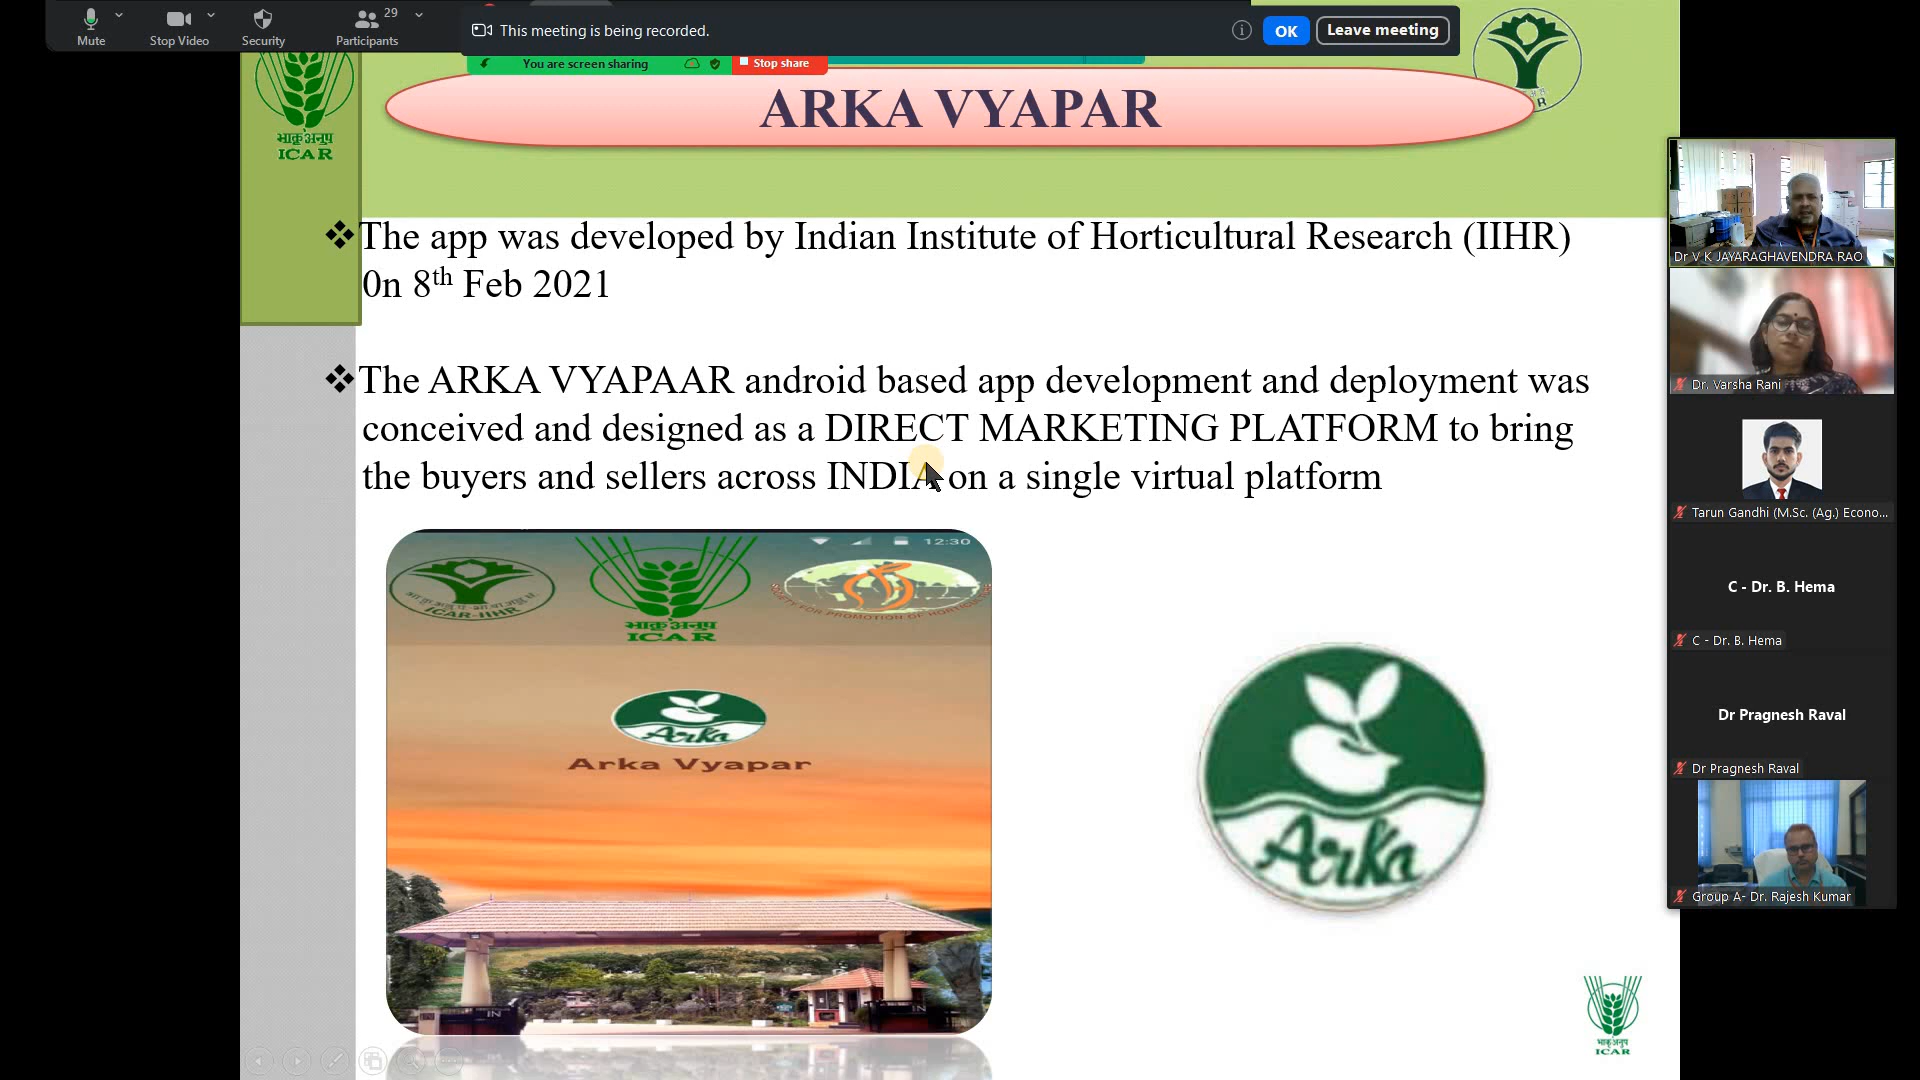 Mute
Stop Video
Security
Participants
29
This meeting is being recorded.
OK
Leave meeting
You are screen sharing
Stop share
भाकृअनुप
ICAR
ARKA VYAPAR
The app was developed by Indian Institute of Horticultural Research (IIHR)
0n 8th Feb 2021
The ARKA VYAPAAR android based app development and deployment was
conceived and designed as a DIRECT MARKETING PLATFORM to bring
the buyers and sellers across INDIA on a single virtual platform
12:30
ICAR-IIHR
भाकृअनुप
ICAR
SOCIETY FOR PROMOTION OF HORTICULTURE
Arka
Arka Vyapar
Arka
भाकृअनुप
ICAR
Dr V K JAYARAGHAVENDRA RAO
Dr. Varsha Rani
Tarun Gandhi (M.Sc. (Ag.) Econo...
C - Dr. B. Hema
C - Dr. B. Hema
Dr Pragnesh Raval
Dr Pragnesh Raval
Group A- Dr. Rajesh Kumar